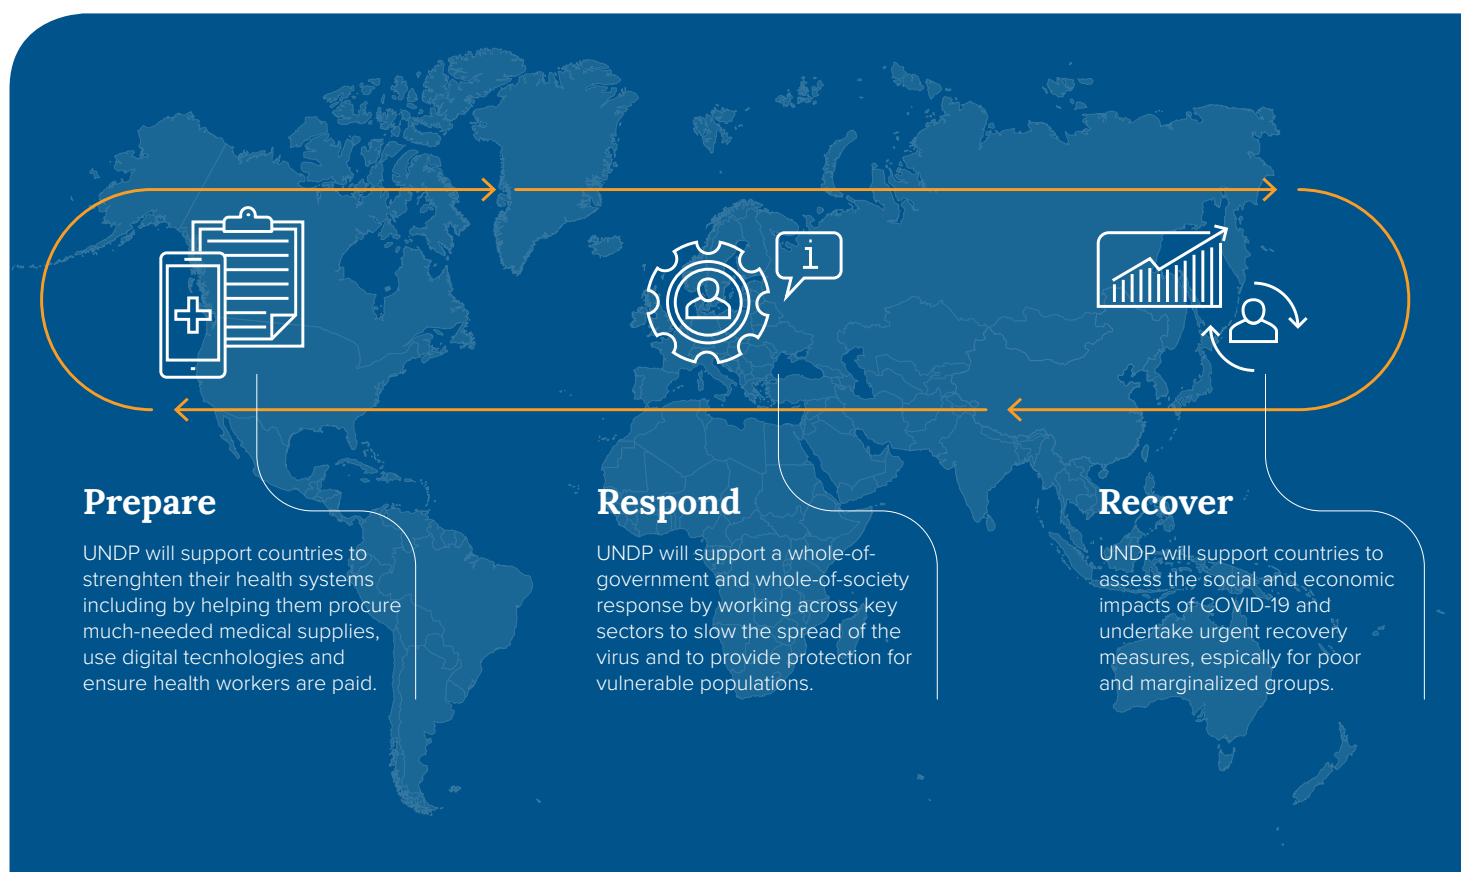 i
Prepare
UNDP will support countries to
strenghten their health systems
including by helping them procure
much-needed medical supplies,
use digital tecnhologies and
ensure health workers are paid.
Respond
UNDP will support a whole-of-
government and whole-of-society
response by working across key
sectors to slow the spread of the
virus and to provide protection for
vulnerable populations.
Recover
UNDP will support countries to
assess the social and economic
impacts of COVID-19 and
undertake urgent recovery
measures, espically for poor
and marginalized groups.